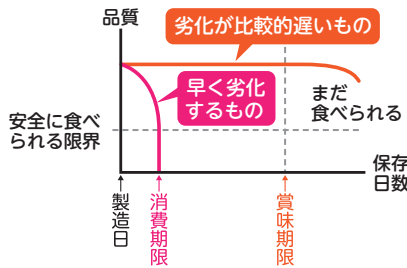 品質
劣化が比較的遅いもの
早く劣化
するもの
まだ
食べられる
安全に食べ
られる限界
保存
日数
製造日
消費期限
賞味期限